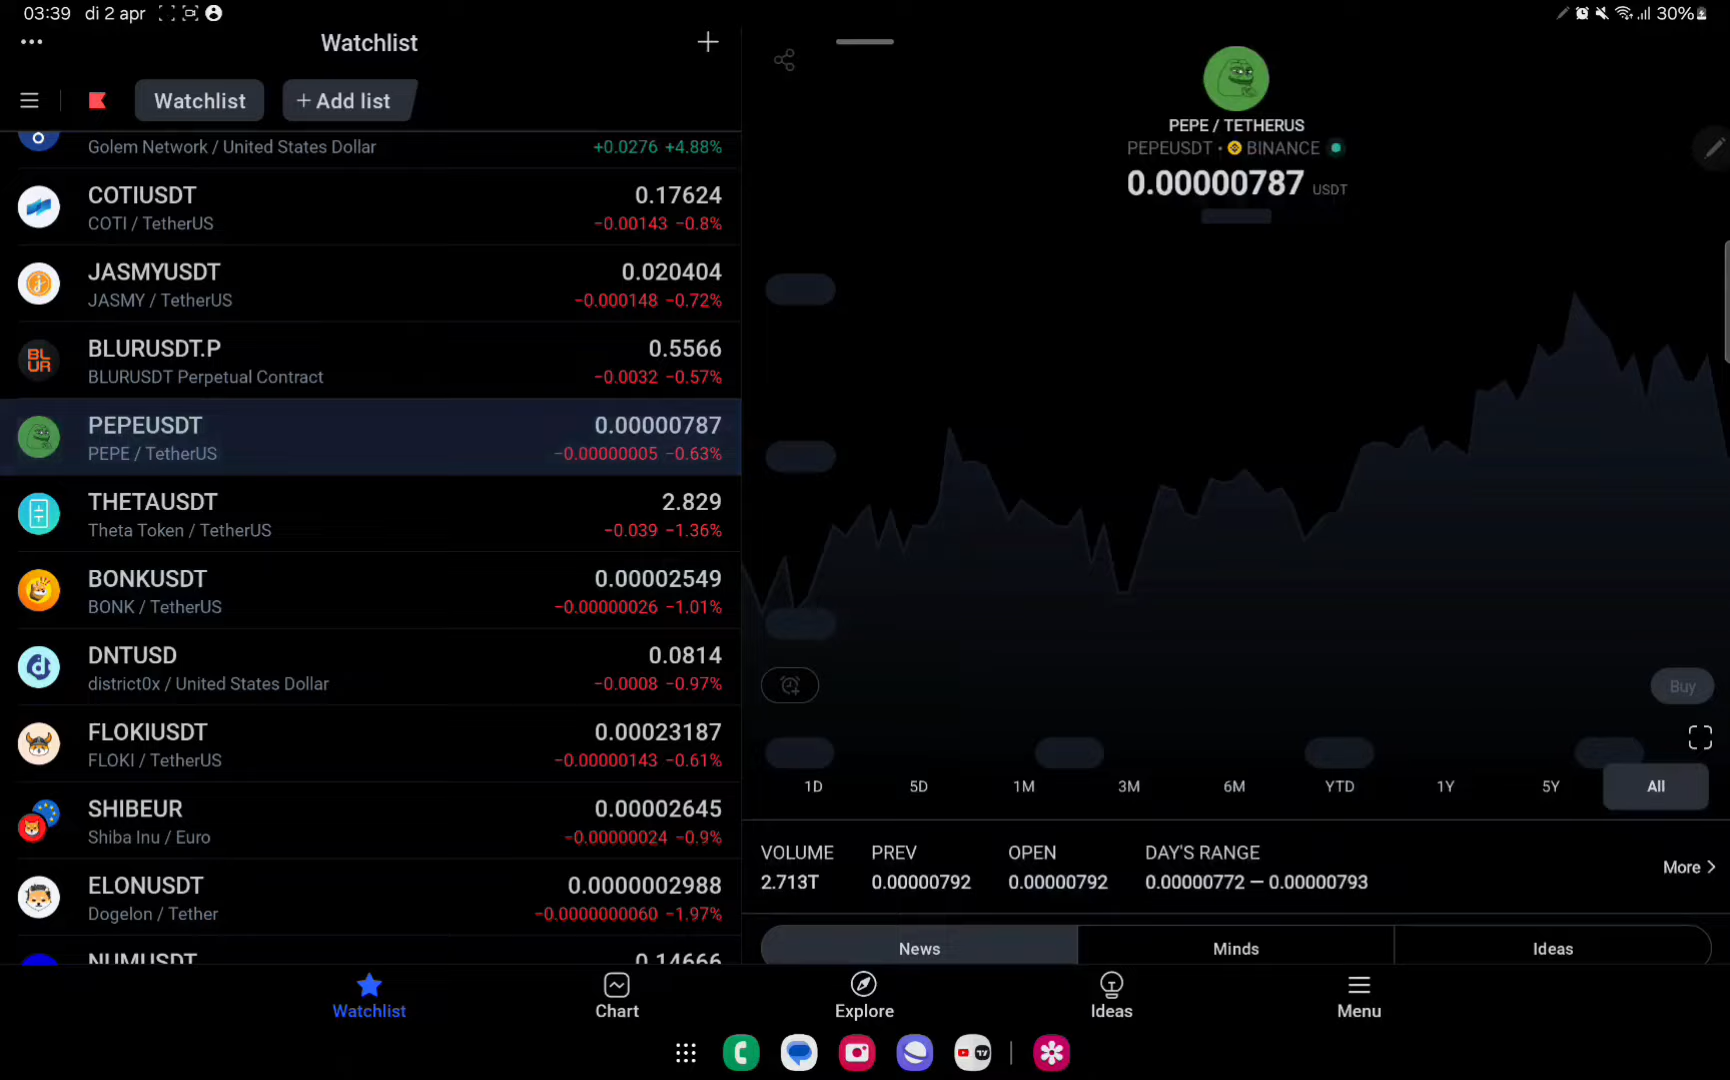 03:39 di 2 apr
30%
Watchlist
Watchlist
+ Add list
Golem Network / United States Dollar
+0.0276 +4.88%
COTIUSDT
0.17624
COTI / TetherUS
−0.00143 −0.8%
JASMYUSDT
0.020404
JASMY / TetherUS
−0.000148 −0.72%
BL
UR
BLURUSDT.P
0.5566
BLURUSDT Perpetual Contract
−0.0032 −0.57%
PEPEUSDT
0.00000787
PEPE / TetherUS
−0.00000005 −0.63%
THETAUSDT
2.829
Theta Token / TetherUS
−0.039 −1.36%
BONKUSDT
0.00002549
BONK / TetherUS
−0.00000026 −1.01%
DNTUSD
0.0814
district0x / United States Dollar
−0.0008 −0.97%
FLOKIUSDT
0.00023187
FLOKI / TetherUS
−0.00000143 −0.61%
SHIBEUR
0.00002645
Shiba Inu / Euro
−0.00000024 −0.9%
ELONUSDT
0.0000002988
Dogelon / Tether
−0.0000000060 −1.97%
NUMUSDT
0.14666
PEPE / TETHERUS
PEPEUSDT • BINANCE
0.00000787 USDT
Buy
1D 5D 1M 3M 6M YTD 1Y 5Y All
VOLUME PREV OPEN DAY'S RANGE
2.713T 0.00000792 0.00000792 0.00000772 — 0.00000793
More >
News Minds Ideas
Watchlist Chart Explore Ideas Menu